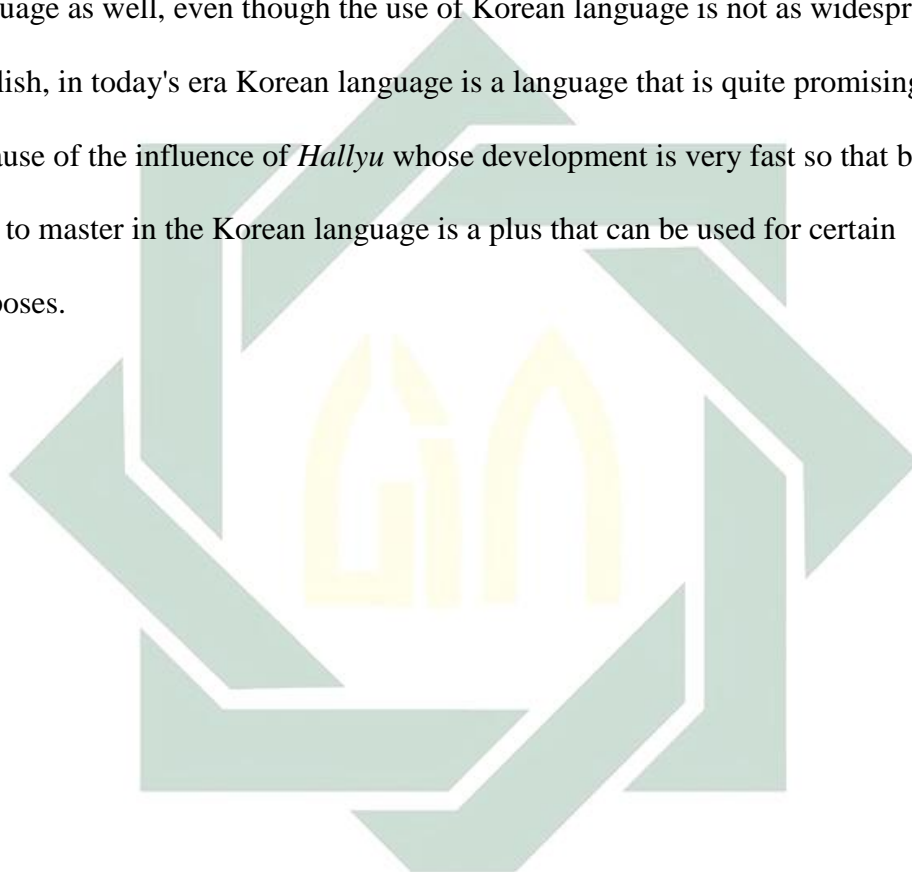 uage as well, even though the use of Korean language is not as widespr
lish, in today's era Korean language is a language that is quite promising
ause of the influence of Hallyu whose development is very fast so that b
to master in the Korean language is a plus that can be used for certain
poses.